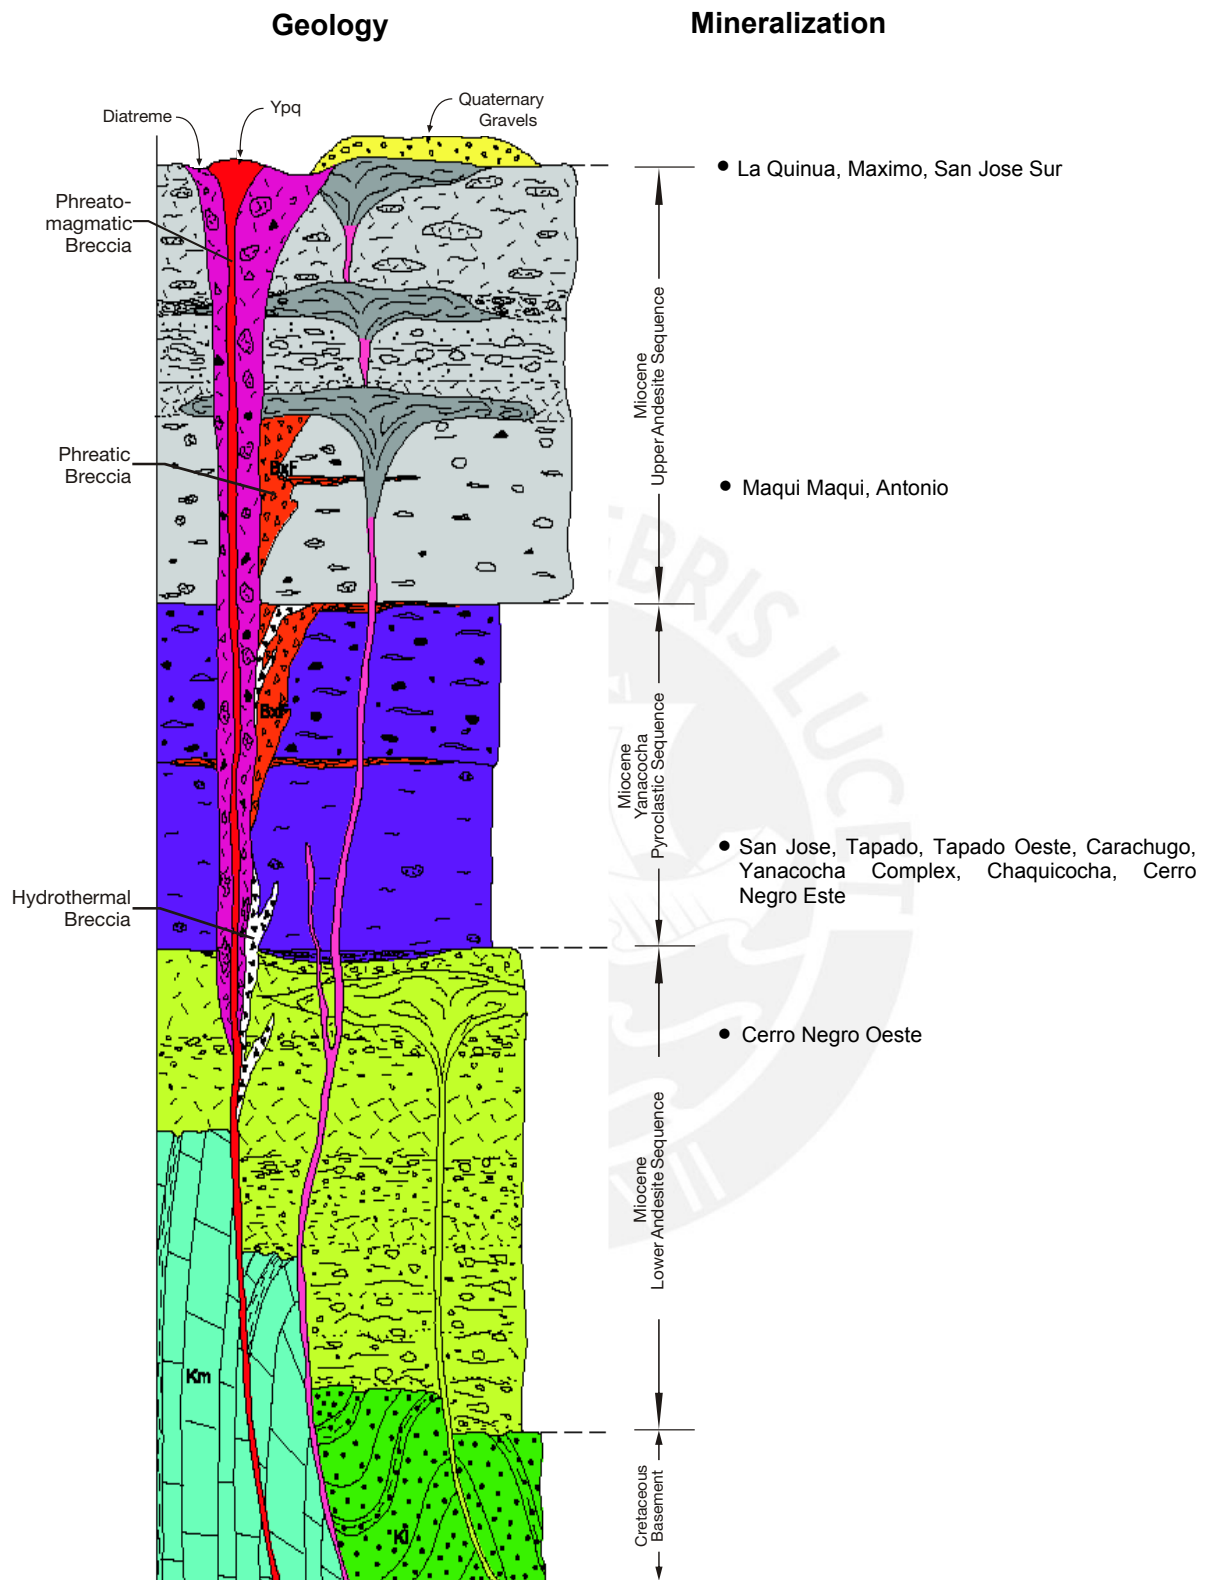 Geology
Mineralization
Diatreme
Ypq
Quaternary
Gravels
Phreato-
magmatic
Breccia
Phreatic
Breccia
Hydrothermal
Breccia
BxF
BxF
Km
Ki
Miocene
Upper Andesite Sequence
Miocene
Yanacocha
Pyroclastic Sequence
Miocene
Lower Andesite Sequence
Cretaceous
Basement
• La Quinua, Maximo, San Jose Sur
• Maqui Maqui, Antonio
• San Jose, Tapado, Tapado Oeste, Carachugo,
Yanacocha Complex, Chaquicocha, Cerro
Negro Este
• Cerro Negro Oeste
EBRIS LUCET